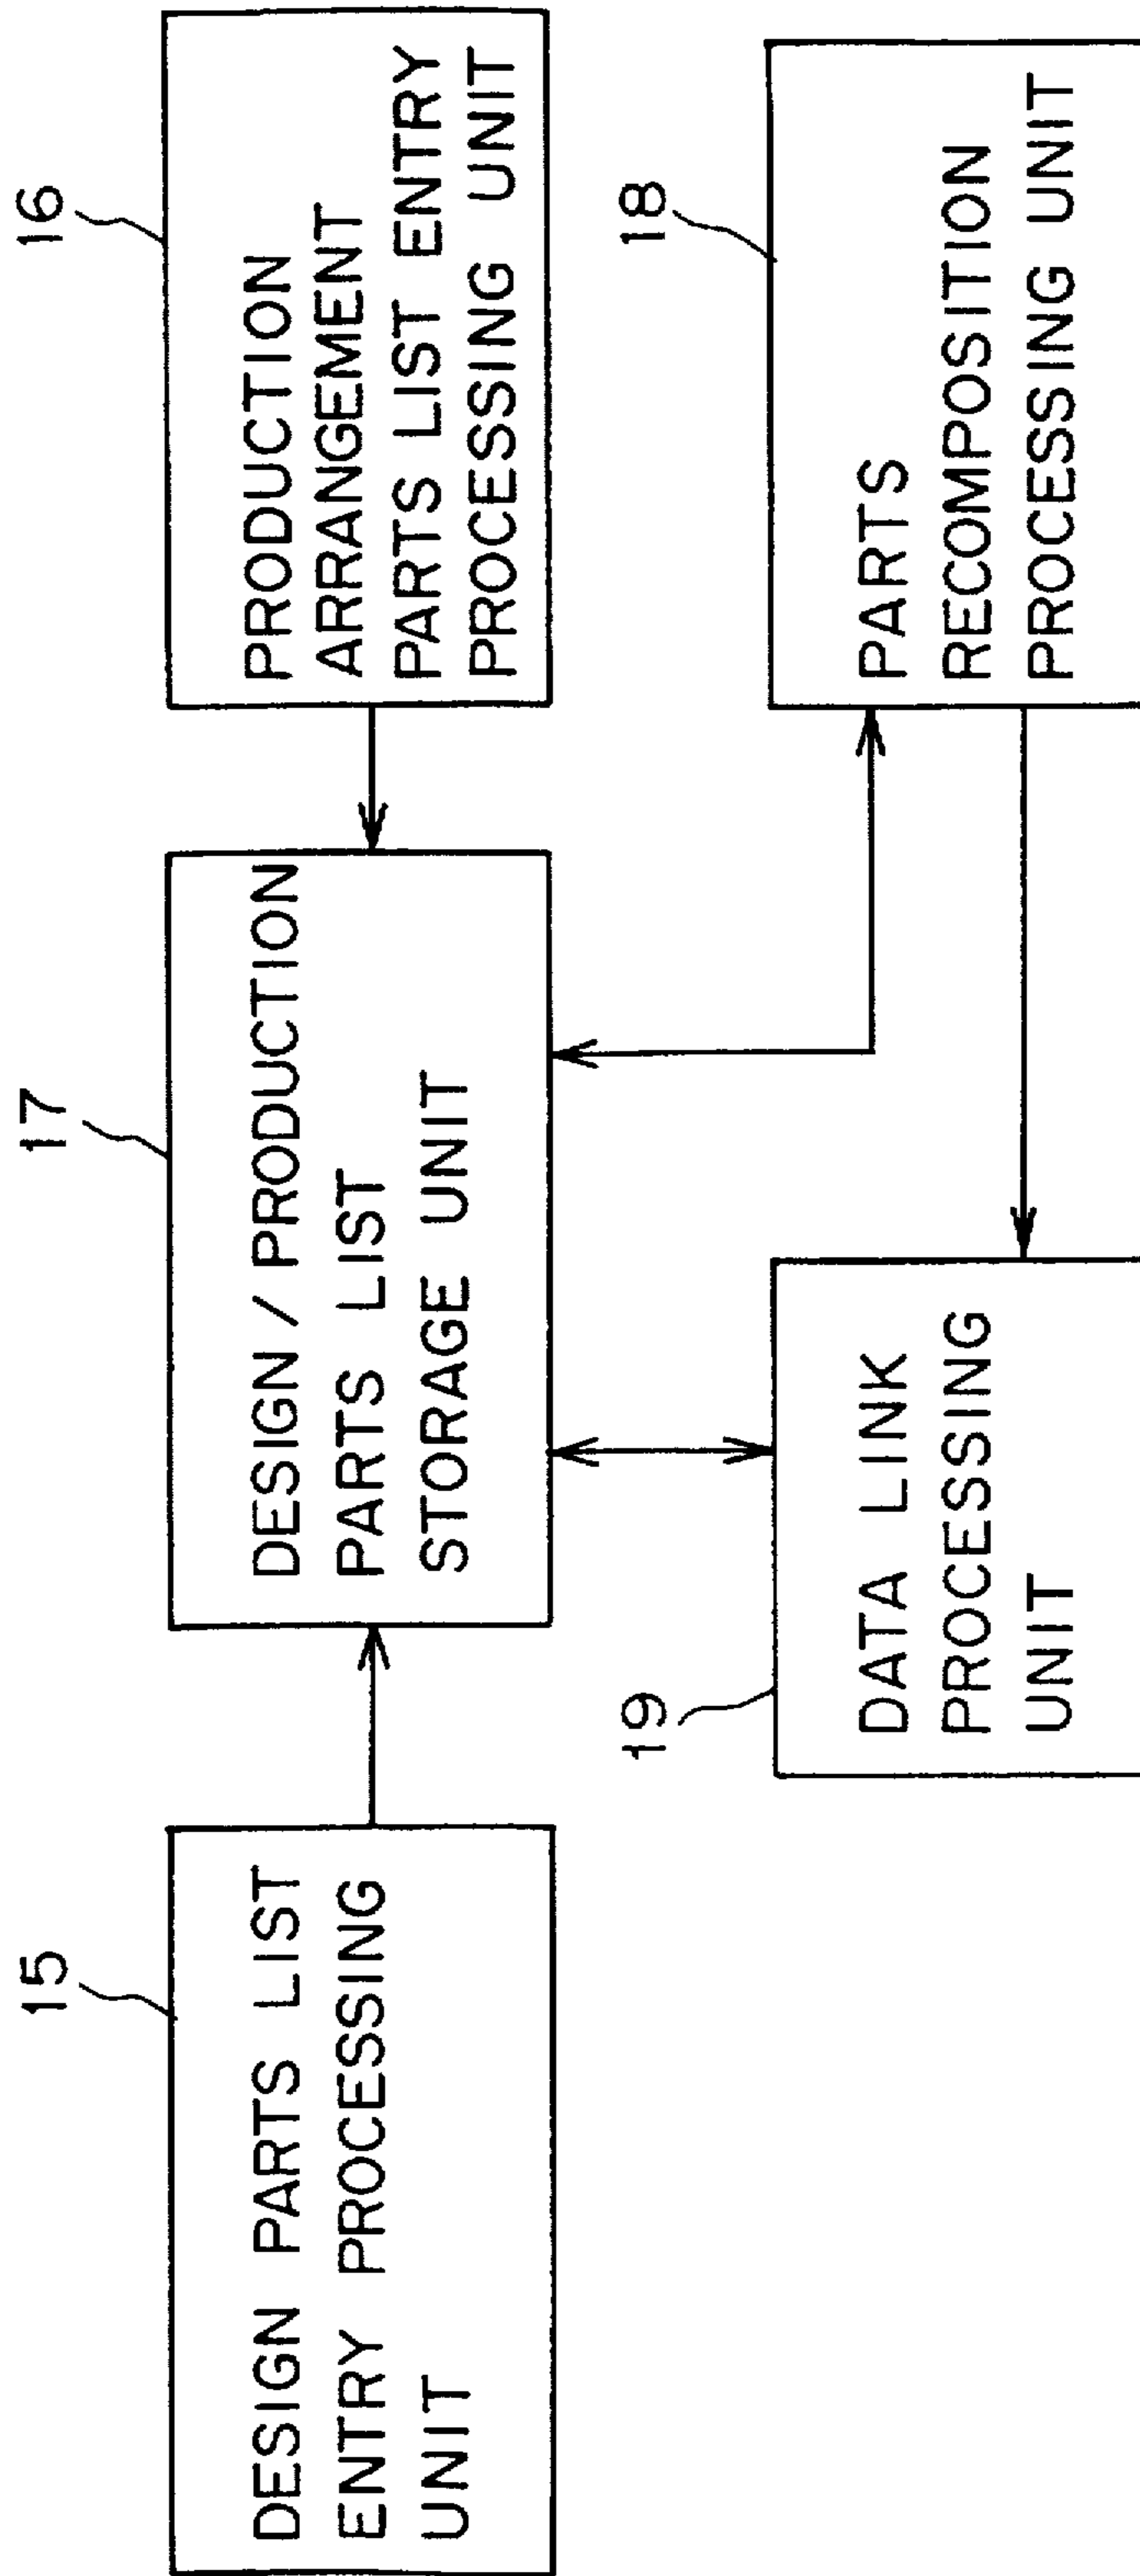 15
DESIGN PARTS LIST
ENTRY PROCESSING
UNIT
17
DESIGN / PRODUCTION
PARTS LIST
STORAGE UNIT
16
PRODUCTION
ARRANGEMENT
PARTS LIST ENTRY
PROCESSING UNIT
19
DATA LINK
PROCESSING
UNIT
18
PARTS
RECOMPOSITION
PROCESSING UNIT